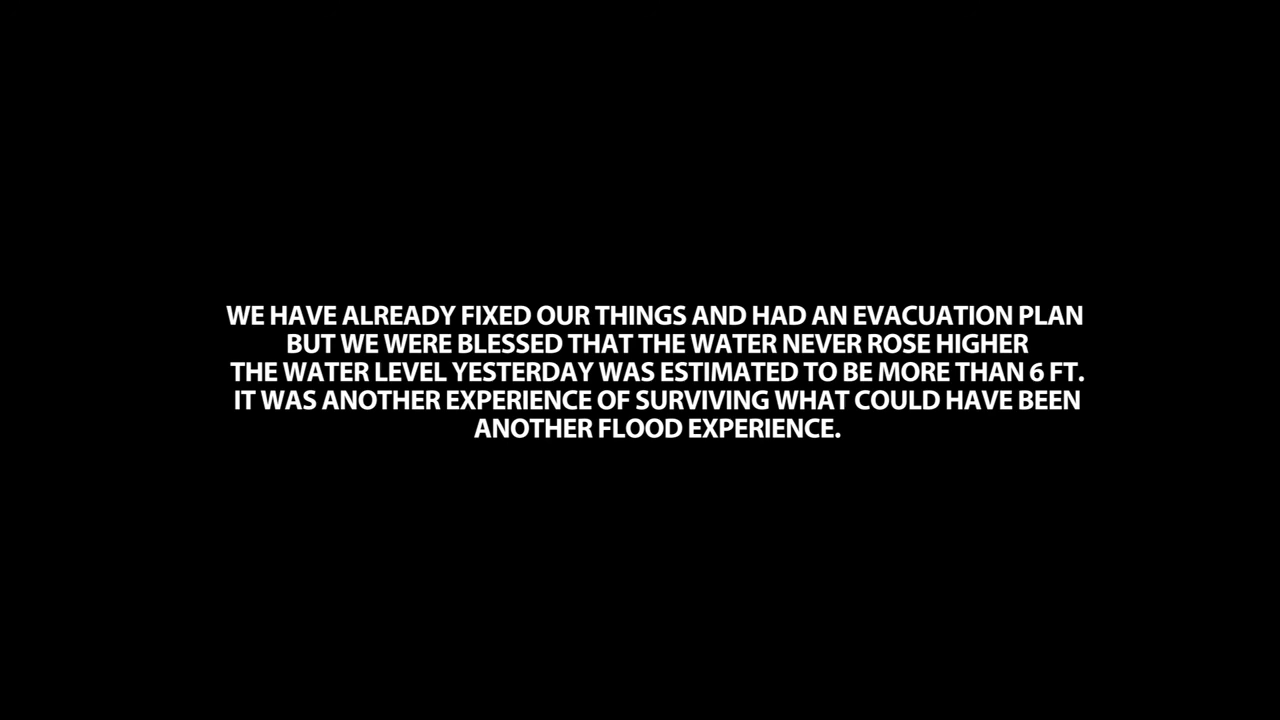 WE HAVE ALREADY FIXED OUR THINGS AND HAD AN EVACUATION PLAN
BUT WE WERE BLESSED THAT THE WATER NEVER ROSE HIGHER
THE WATER LEVEL YESTERDAY WAS ESTIMATED TO BE MORE THAN 6 FT.
IT WAS ANOTHER EXPERIENCE OF SURVIVING WHAT COULD HAVE BEEN
ANOTHER FLOOD EXPERIENCE.